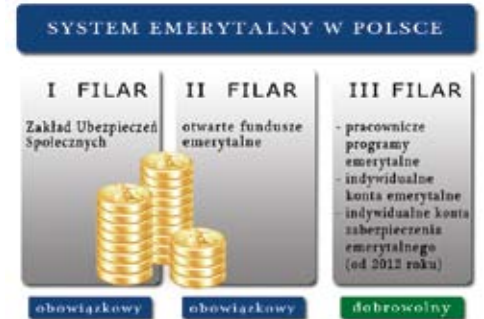 SYSTEM EMERYTALNY W POLSCE
I FILAR
Zakład Ubezpieczeń
Społecznych
obowiązkowy
II FILAR
otwarte fundusze
emerytalne
obowiązkowy
III FILAR
- pracownicze
programy
emerytalne
- indywidualne
konta emerytalne
- indywidualne konta
zabezpieczenia
emerytalnego
(od 2012 roku)
dobrowolny